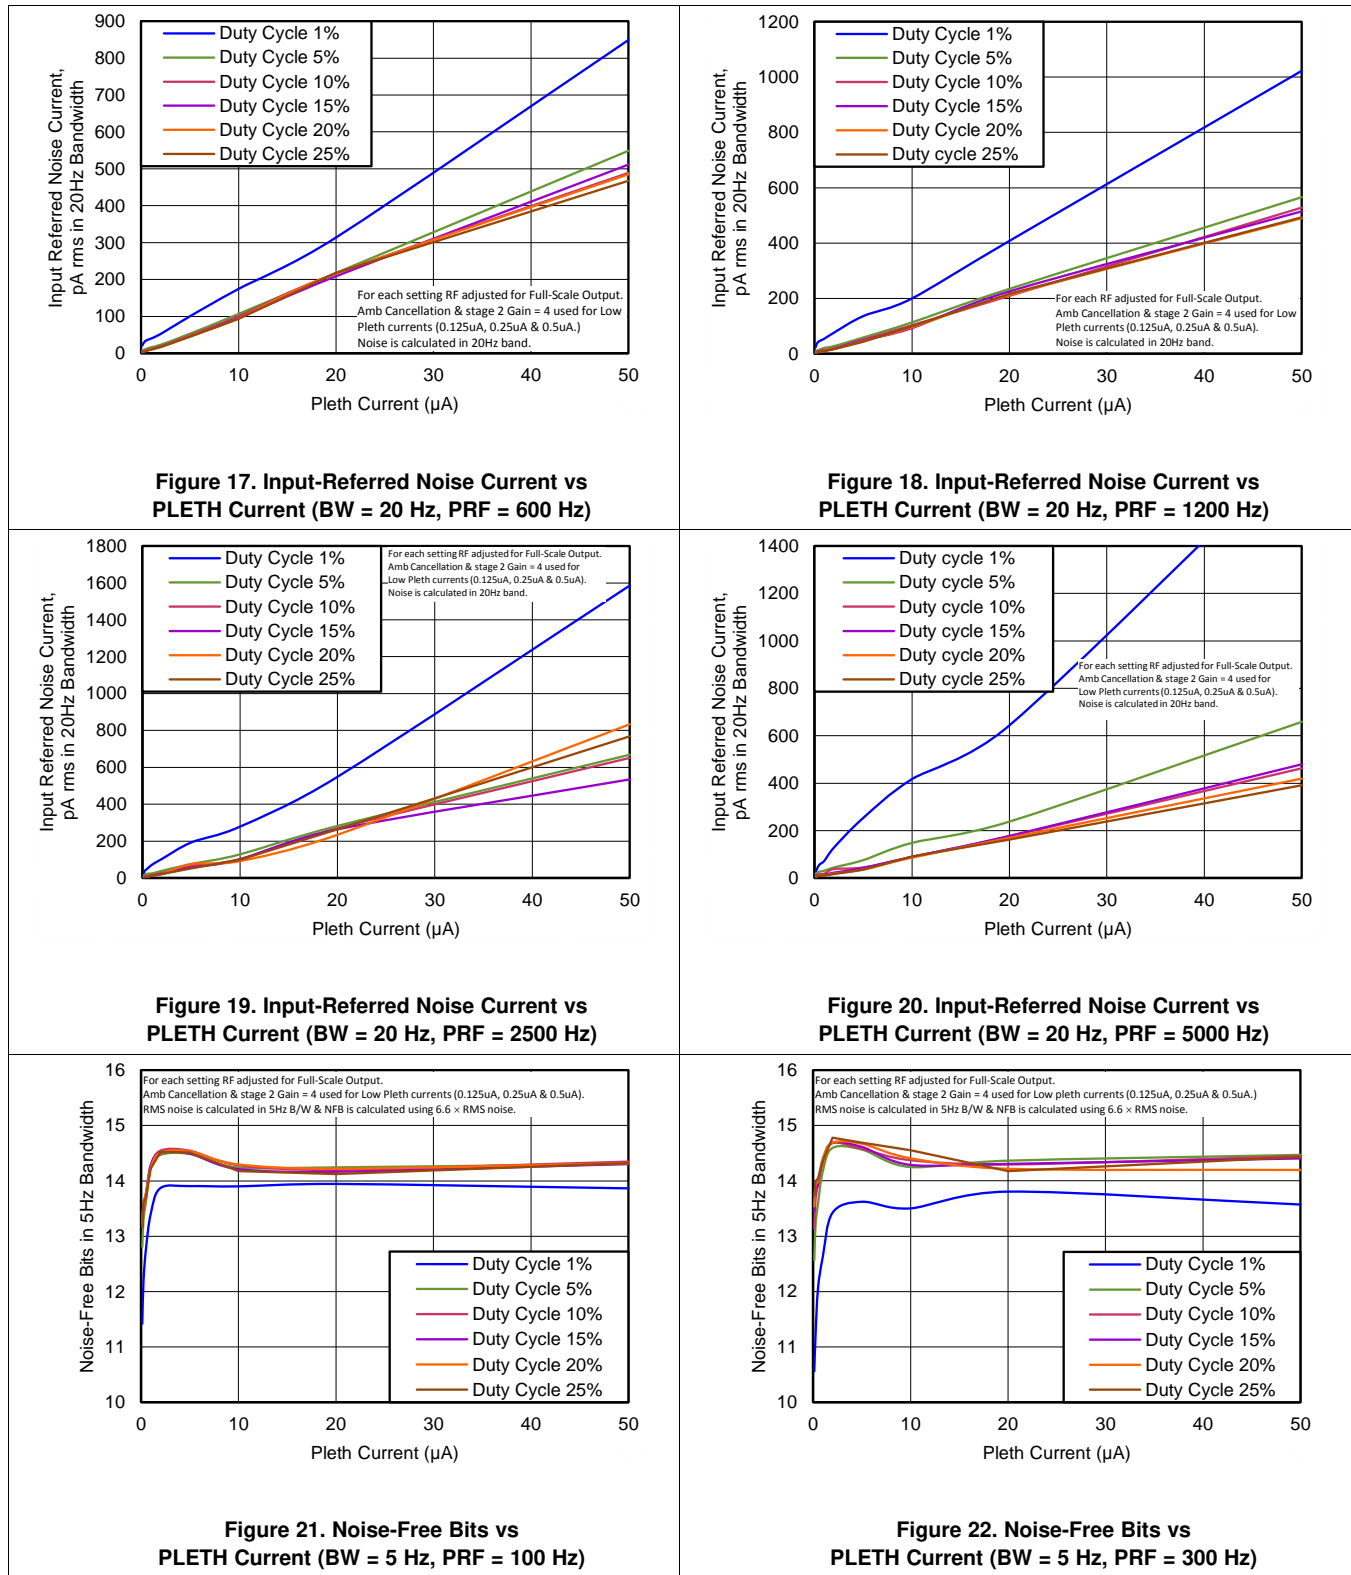 900
800
700
600
500
400
300
200
100
0
Input Referred Noise Current,
pA rms in 20Hz Bandwidth
Duty Cycle 1%
Duty Cycle 5%
Duty Cycle 10%
Duty Cycle 15%
Duty Cycle 20%
Duty Cycle 25%
For each setting RF adjusted for Full-Scale Output.
Amb Cancellation & stage 2 Gain = 4 used for Low
Pleth currents (0.125uA, 0.25uA & 0.5uA.)
Noise is calculated in 20Hz band.
0 10 20 30 40 50
Pleth Current (µA)
Figure 17. Input-Referred Noise Current vs
PLETH Current (BW = 20 Hz, PRF = 600 Hz)
1200
1000
800
600
400
200
0
Input Referred Noise Current,
pA rms in 20Hz Bandwidth
Duty Cycle 1%
Duty Cycle 5%
Duty Cycle 10%
Duty Cycle 15%
Duty Cycle 20%
Duty cycle 25%
For each setting RF adjusted for Full-Scale Output.
Amb Cancellation & stage 2 Gain = 4 used for Low
Pleth currents (0.125uA, 0.25uA & 0.5uA).
Noise is calculated in 20Hz band.
0 10 20 30 40 50
Pleth Current (µA)
Figure 18. Input-Referred Noise Current vs
PLETH Current (BW = 20 Hz, PRF = 1200 Hz)
1800
1600
1400
1200
1000
800
600
400
200
0
Input Referred Noise Current,
pA rms in 20Hz Bandwidth
Duty Cycle 1%
Duty Cycle 5%
Duty Cycle 10%
Duty Cycle 15%
Duty Cycle 20%
Duty Cycle 25%
For each setting RF adjusted for Full-Scale Output.
Amb Cancellation & stage 2 Gain = 4 used for
Low Pleth currents (0.125uA, 0.25uA & 0.5uA).
Noise is calculated in 20Hz band.
0 10 20 30 40 50
Pleth Current (µA)
Figure 19. Input-Referred Noise Current vs
PLETH Current (BW = 20 Hz, PRF = 2500 Hz)
1400
1200
1000
800
600
400
200
0
Input Referred Noise Current,
pA rms in 20Hz Bandwidth
Duty Cycle 1%
Duty Cycle 5%
Duty cycle 10%
Duty cycle 15%
Duty cycle 20%
Duty cycle 25%
For each setting RF adjusted for Full-Scale Output.
Amb Cancellation & stage 2 Gain = 4 used for
Low Pleth currents (0.125uA, 0.25uA & 0.5uA).
Noise is calculated in 20Hz band.
0 10 20 30 40 50
Pleth Current (µA)
Figure 20. Input-Referred Noise Current vs
PLETH Current (BW = 20 Hz, PRF = 5000 Hz)
16
15
14
13
12
11
10
Noise-Free Bits in 5Hz Bandwidth
For each setting RF adjusted for Full-Scale Output.
Amb Cancellation & stage 2 Gain = 4 used for Low Pleth currents (0.125uA, 0.25uA & 0.5uA).
RMS noise is calculated in 5Hz B/W & NFB is calculated using 6.6 × RMS noise.
Duty Cycle 1%
Duty Cycle 5%
Duty Cycle 10%
Duty Cycle 15%
Duty Cycle 20%
Duty Cycle 25%
0 10 20 30 40 50
Pleth Current (µA)
Figure 21. Noise-Free Bits vs
PLETH Current (BW = 5 Hz, PRF = 100 Hz)
16
15
14
13
12
11
10
Noise-Free Bits in 5Hz Bandwidth
For each setting RF adjusted for Full-Scale Output.
Amb Cancellation & stage 2 Gain = 4 used for Low pleth currents (0.125uA, 0.25uA & 0.5uA.)
RMS noise is calculated in 5Hz B/W & NFB is calculated using 6.6 × RMS noise.
Duty Cycle 1%
Duty Cycle 5%
Duty Cycle 10%
Duty Cycle 15%
Duty Cycle 20%
Duty Cycle 25%
0 10 20 30 40 50
Pleth Current (µA)
Figure 22. Noise-Free Bits vs
PLETH Current (BW = 5 Hz, PRF = 300 Hz)